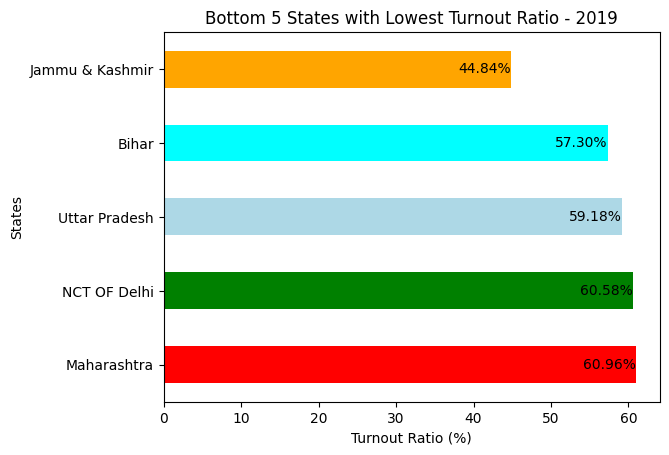 Bottom 5 States with Lowest Turnout Ratio - 2019
Jammu & Kashmir
44.84%
Bihar
57.30%
Uttar Pradesh
59.18%
NCT OF Delhi
60.58%
Maharashtra
60.96%
States
0 10 20 30 40 50 60
Turnout Ratio (%)